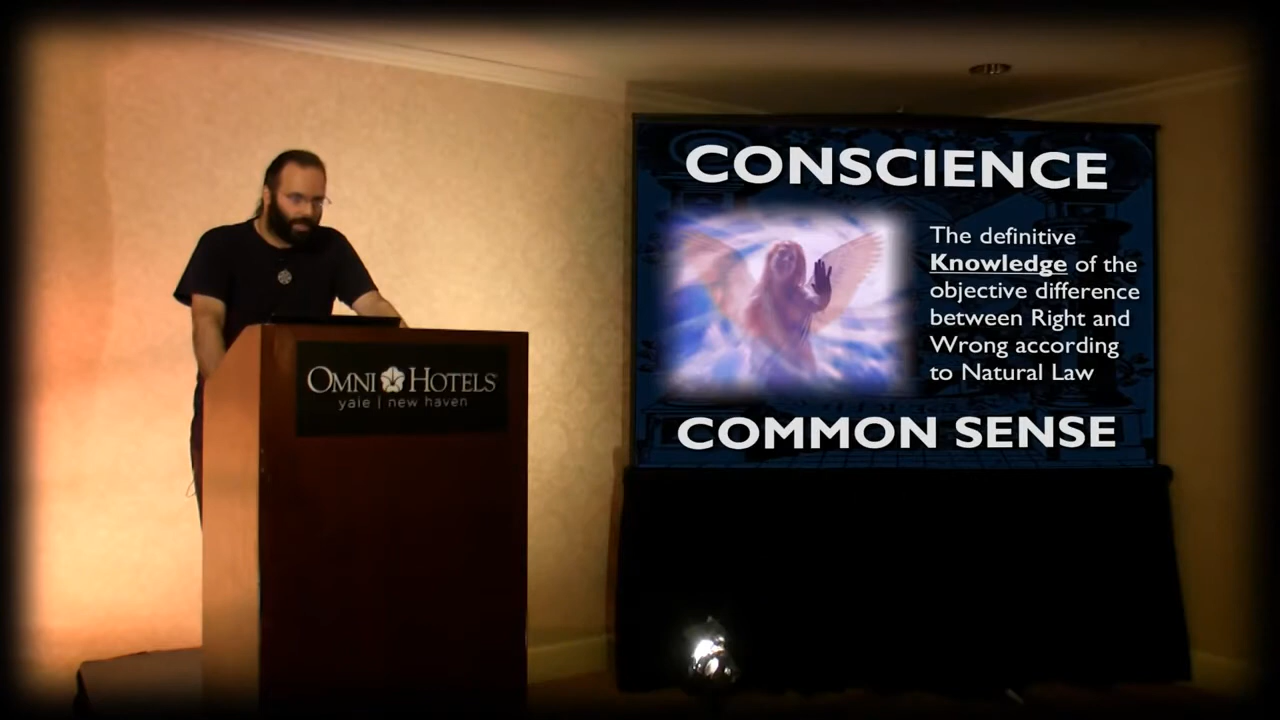 OMNI HOTELS
yale | new haven
CONSCIENCE
The definitive
Knowledge of the
objective difference
between Right and
Wrong according
to Natural Law
COMMON SENSE